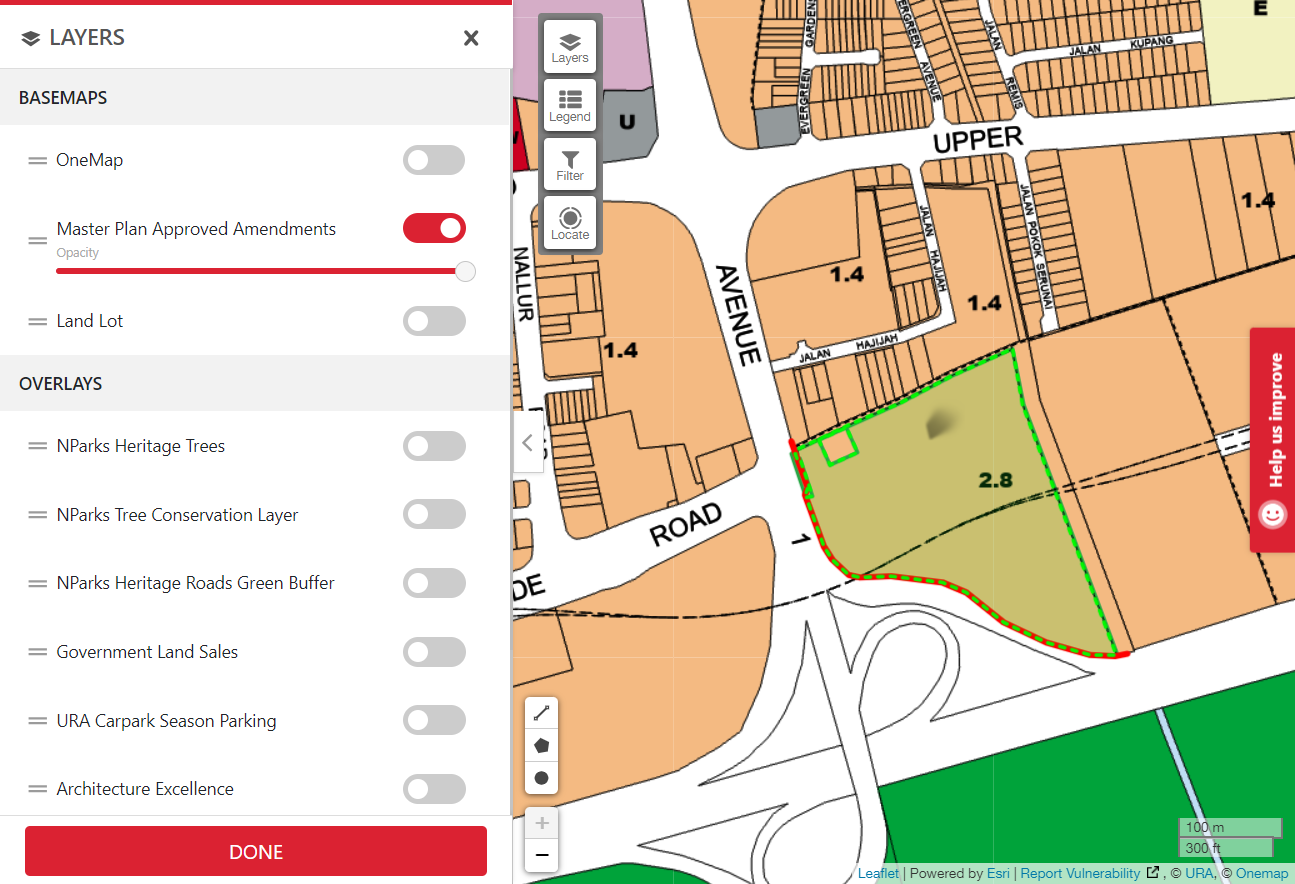 LAYERS
BASEMAPS
OneMap
Master Plan Approved Amendments
Opacity
Land Lot
OVERLAYS
NParks Heritage Trees
NParks Tree Conservation Layer
NParks Heritage Roads Green Buffer
Government Land Sales
URA Carpark Season Parking
Architecture Excellence
DONE
Layers
Legend
Filter
Locate
U
E
EVERGREEN
GARDENS
EVERGREEN
AVENUE
JALAN
REMIS
JALAN KUPANG
UPPER
JALAN
HAJIJAH
JALAN POKOK SERUNAI
1.4
1.4
1.4
1.4
NALLUR
AVENUE
JALAN HAJIJAH
2.8
ROAD
1
DE
Help us improve
100 m
300 ft
+
−
Leaflet | Powered by Esri | Report Vulnerability , © URA, © Onemap